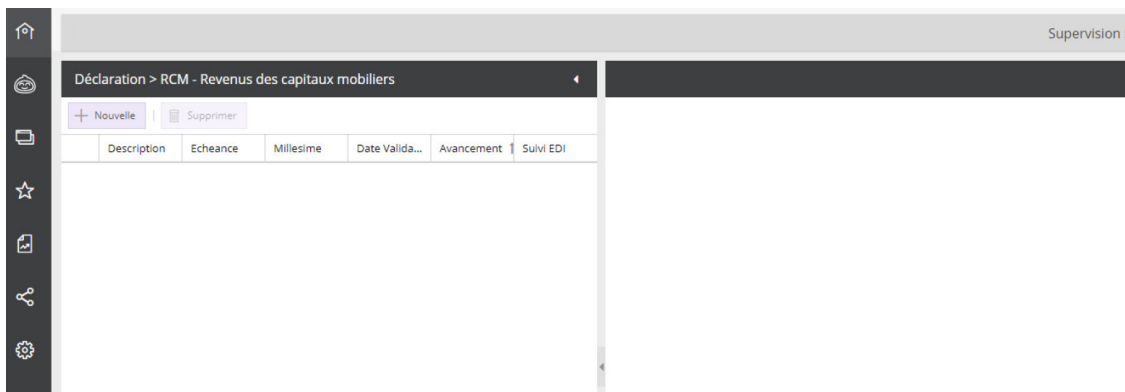 Supervision
Déclaration > RCM - Revenus des capitaux mobiliers
Nouvelle Supprimer
Description Echeance Millesime Date Valida... Avancement Suivi EDI